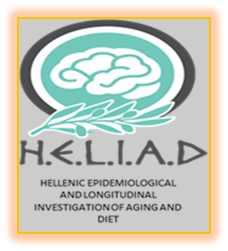 H.E.L.I.A.D
HELLENIC EPIDEMIOLOGICAL
AND LONGITUDINAL
INVESTIGATION OF AGING AND
DIET